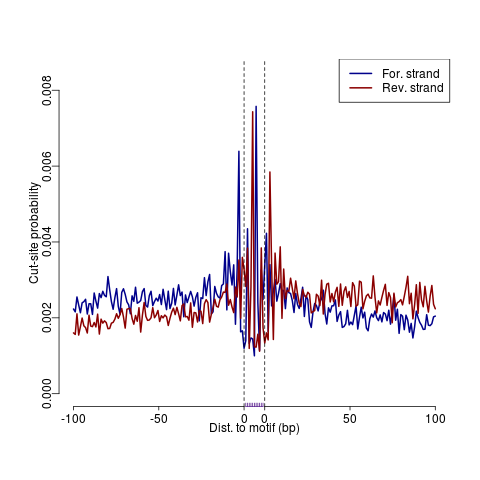 For. strand
Rev. strand
Cut-site probability
0.008
0.006
0.004
0.002
0.000
-100 -50 0 0 50 100
Dist. to motif (bp)